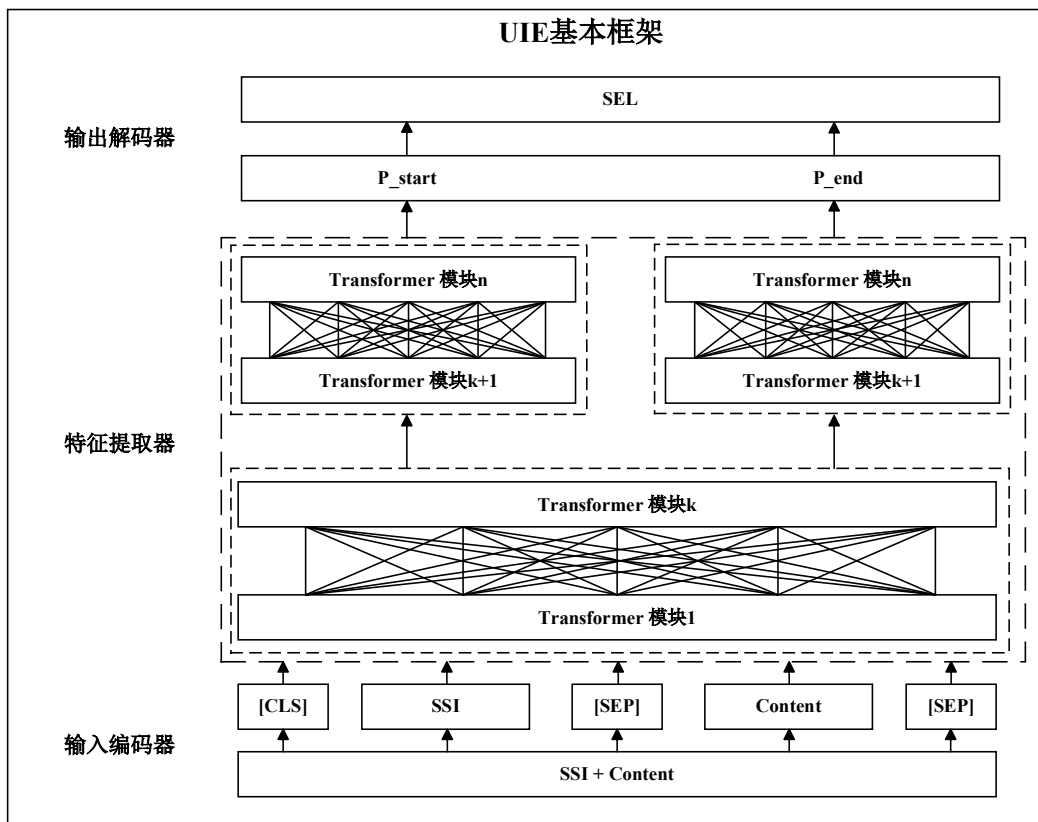 UIE基本框架
SEL
输出解码器
P_start P_end
Transformer 模块n Transformer 模块n
Transformer 模块k+1 Transformer 模块k+1
特征提取器
Transformer 模块k
Transformer 模块1
[CLS] SSI [SEP] Content [SEP]
输入编码器
SSI + Content